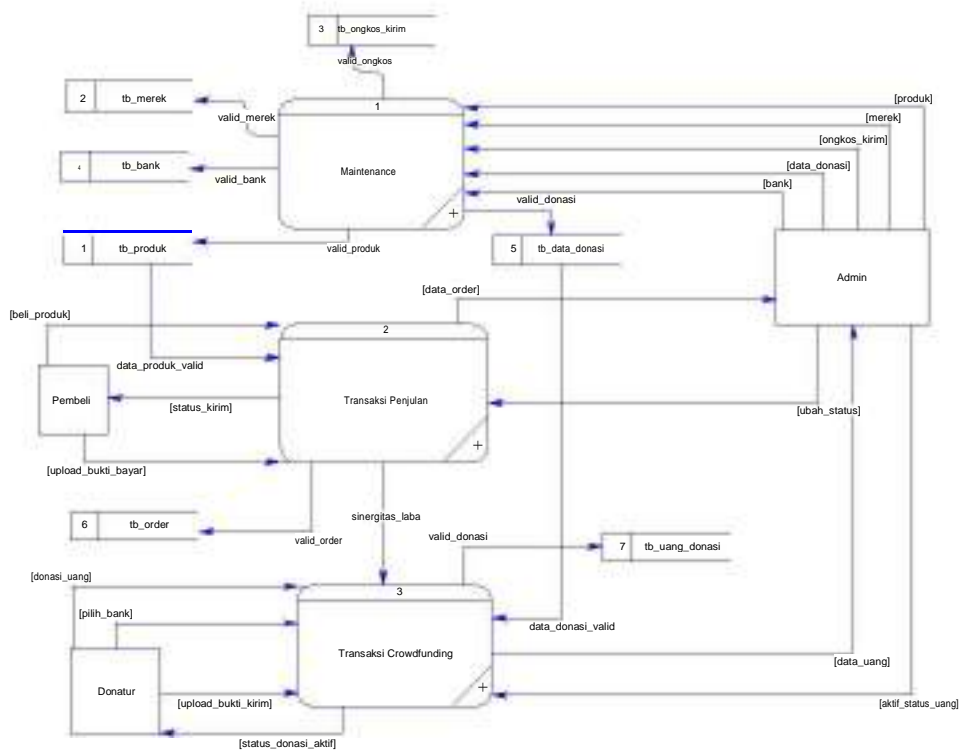 3 tb_ongkos_kirim
valid_ongkos
2 tb_merek
valid_merek
1
[produk]
[merek]
[ongkos_kirim]
4 tb_bank
valid_bank
Maintenance
[data_donasi]
[bank]
+
valid_donasi
1 tb_produk
valid_produk
5 tb_data_donasi
Admin
[data_order]
[beli_produk]
2
data_produk_valid
Pembeli
[status_kirim]
Transaksi Penjulan
[ubah_status]
+
[upload_bukti_bayar]
6 tb_order
sinergitas_laba
valid_order
valid_donasi
7 tb_uang_donasi
[donasi_uang]
3
[pilih_bank]
data_donasi_valid
Transaksi Crowdfunding
[data_uang]
Donatur
+
[upload_bukti_kirim]
[aktif_status_uang]
[status_donasi_aktif]